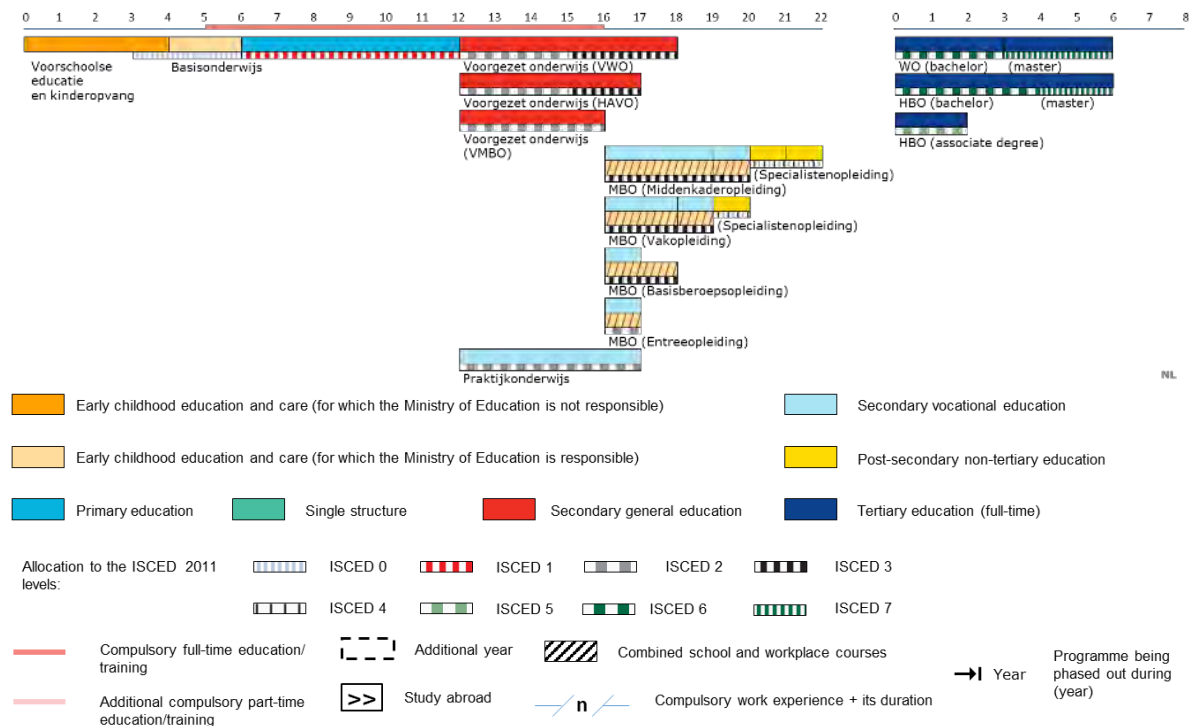 0 1 2 3 4 5 6 7 8 9 10 11 12 13 14 15 16 17 18 19 20 21 22
0 1 2 3 4 5 6 7 8
Voorschoolse
educatie
en kinderopvang
Basisonderwijs
Voorgezet onderwijs (VWO)
WO (bachelor) (master)
Voorgezet onderwijs (HAVO)
HBO (bachelor) (master)
Voorgezet onderwijs
(VMBO)
HBO (associate degree)
(Specialistenopleiding)
MBO (Middenkaderopleiding)
(Specialistenopleiding)
MBO (Vakopleiding)
MBO (Basisberoepsopleiding)
MBO (Entreeopleiding)
Praktijkonderwijs
NL
Early childhood education and care (for which the Ministry of Education is not responsible)
Secondary vocational education
Early childhood education and care (for which the Ministry of Education is responsible)
Post-secondary non-tertiary education
Primary education
Single structure
Secondary general education
Tertiary education (full-time)
Allocation to the ISCED 2011
levels:
ISCED 0
ISCED 1
ISCED 2
ISCED 3
ISCED 4
ISCED 5
ISCED 6
ISCED 7
Compulsory full-time education/
training
Additional year
Combined school and workplace courses
Year
Programme being
phased out during
(year)
Additional compulsory part-time
education/training
>>
Study abroad
n
Compulsory work experience + its duration